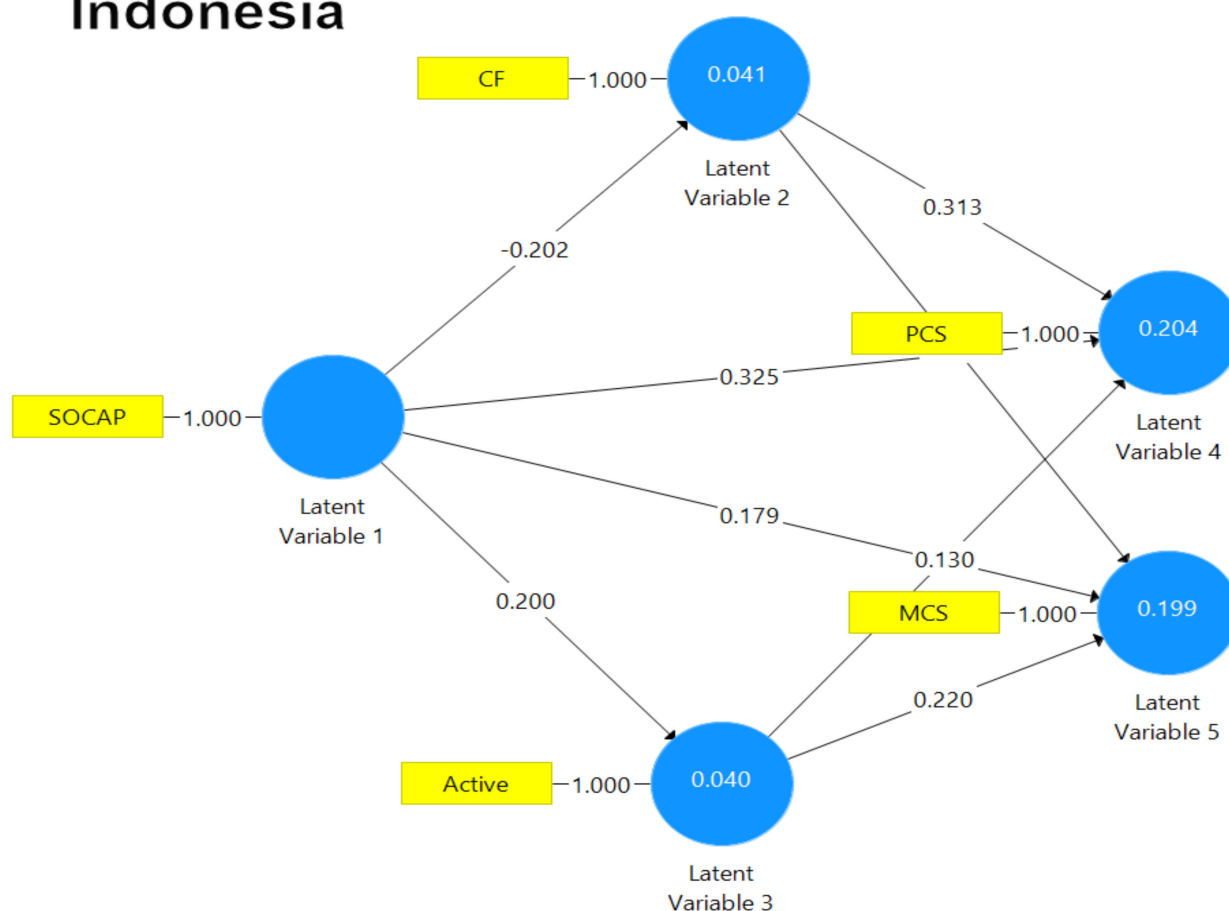 Indonesia
CF
1.000
0.041
Latent
Variable 2
0.313
-0.202
PCS
1.000
0.204
0.325
SOCAP
1.000
Latent
Variable 4
Latent
Variable 1
0.179
0.130
0.200
MCS
1.000
0.199
0.220
Latent
Variable 5
Active
1.000
0.040
Latent
Variable 3